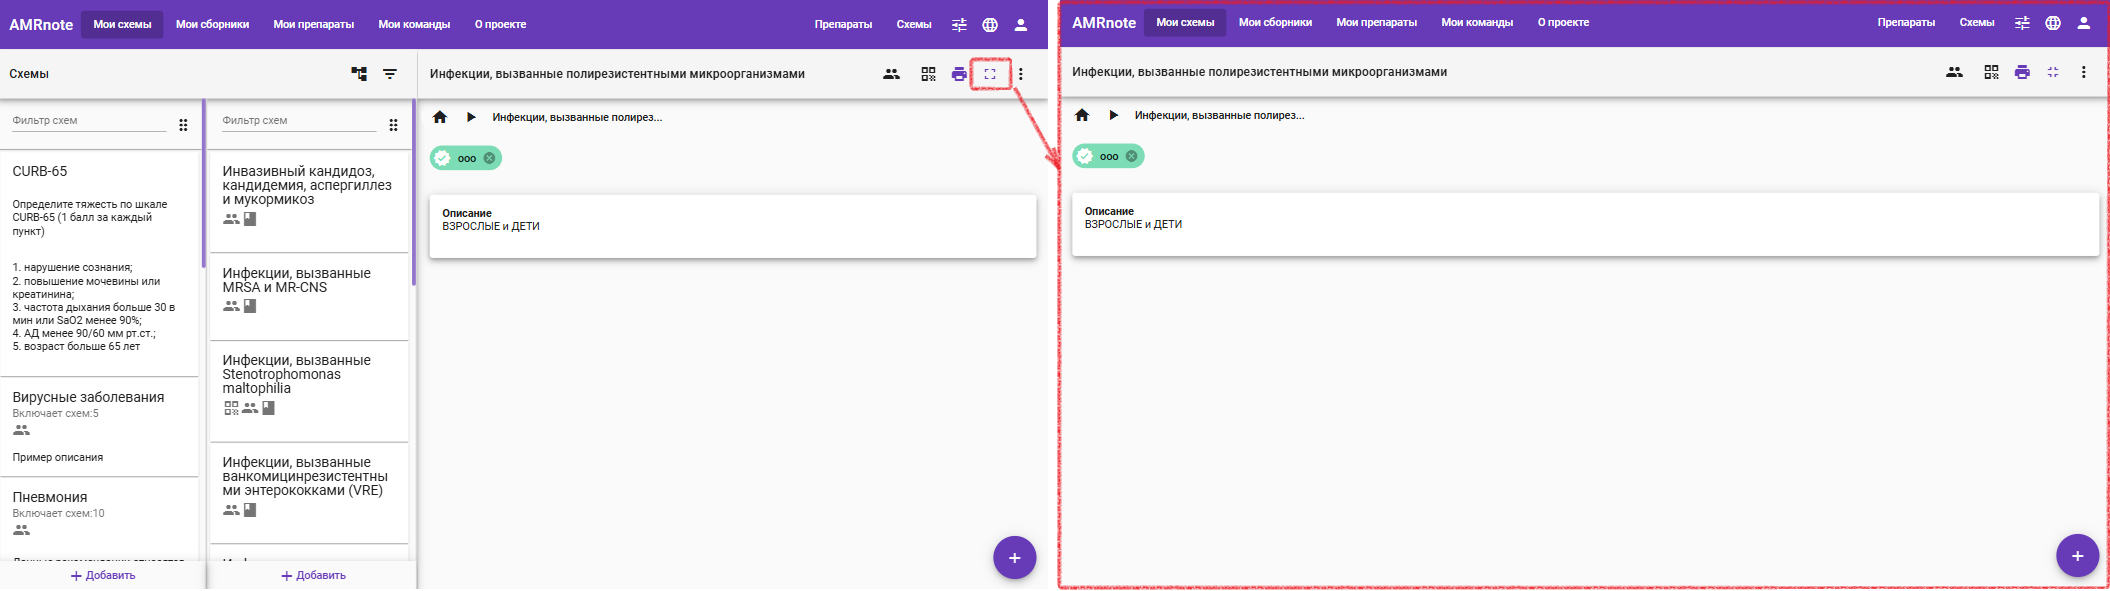 AMRnote Мои схемы Мои сборники Мои препараты Мои команды О проекте Препараты Схемы
Схемы
Инфекции, вызванные полирезистентными микроорганизмами
Фильтр схем
Фильтр схем
Инфекции, вызванные полирез...
CURB-65
Определите тяжесть по шкале
CURB-65 (1 балл за каждый
пункт)
1. нарушение сознания;
2. повышение мочевины или
креатинина;
3. частота дыхания больше 30 в
мин или SaO2 менее 90%;
4. АД менее 90/60 мм рт.ст.;
5. возраст больше 65 лет
Вирусные заболевания
Включает схем:5
Пример описания
Пневмония
Включает схем:10
+ Добавить
Инвазивный кандидоз,
кандидемия, аспергиллез
и мукормикоз
Инфекции, вызванные
MRSA и MR-CNS
Инфекции, вызванные
Stenotrophomonas
maltophilia
Инфекции, вызванные
ванкомицинрезистентны
ми энтерококками (VRE)
+ Добавить
ооо
Описание
ВЗРОСЛЫЕ и ДЕТИ
+
AMRnote Мои схемы Мои сборники Мои препараты Мои команды О проекте Препараты Схемы
Инфекции, вызванные полирезистентными микроорганизмами
Инфекции, вызванные полирез...
ооо
Описание
ВЗРОСЛЫЕ и ДЕТИ
+